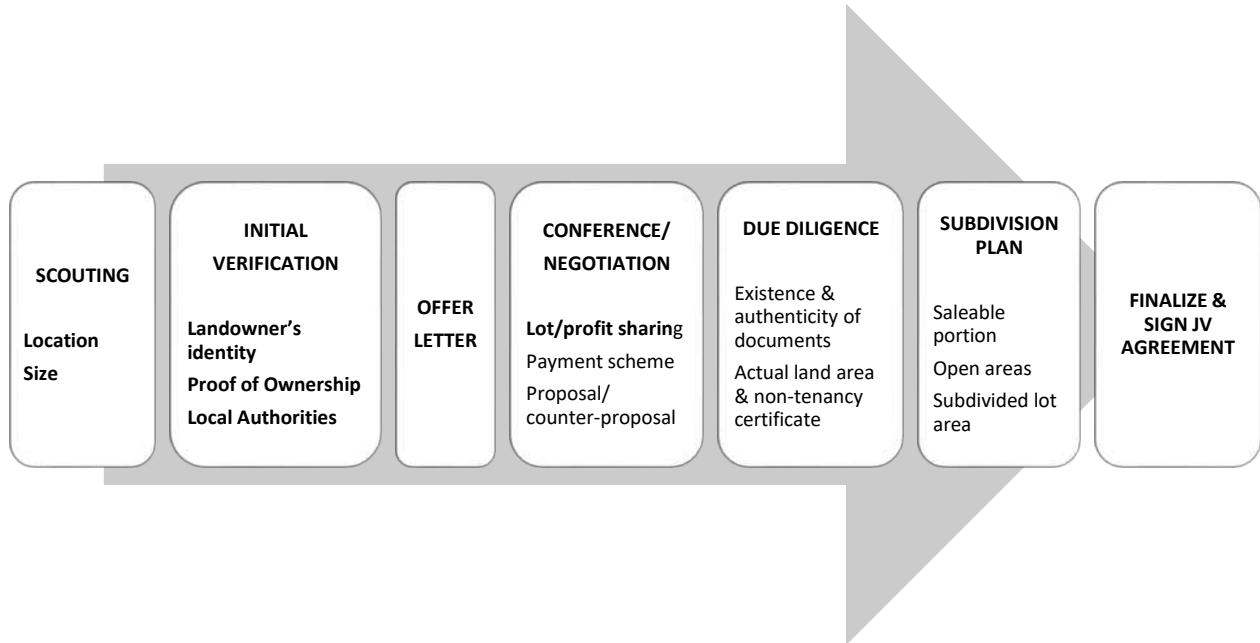 SCOUTING
Location
Size
INITIAL
VERIFICATION
Landowner’s
identity
Proof of Ownership
Local Authorities
OFFER
LETTER
CONFERENCE/
NEGOTIATION
Lot/profit sharing
Payment scheme
Proposal/
counter-proposal
DUE DILIGENCE
Existence &
authenticity of
documents
Actual land area
& non-tenancy
certificate
SUBDIVISION
PLAN
Saleable
portion
Open areas
Subdivided lot
area
FINALIZE &
SIGN JV
AGREEMENT